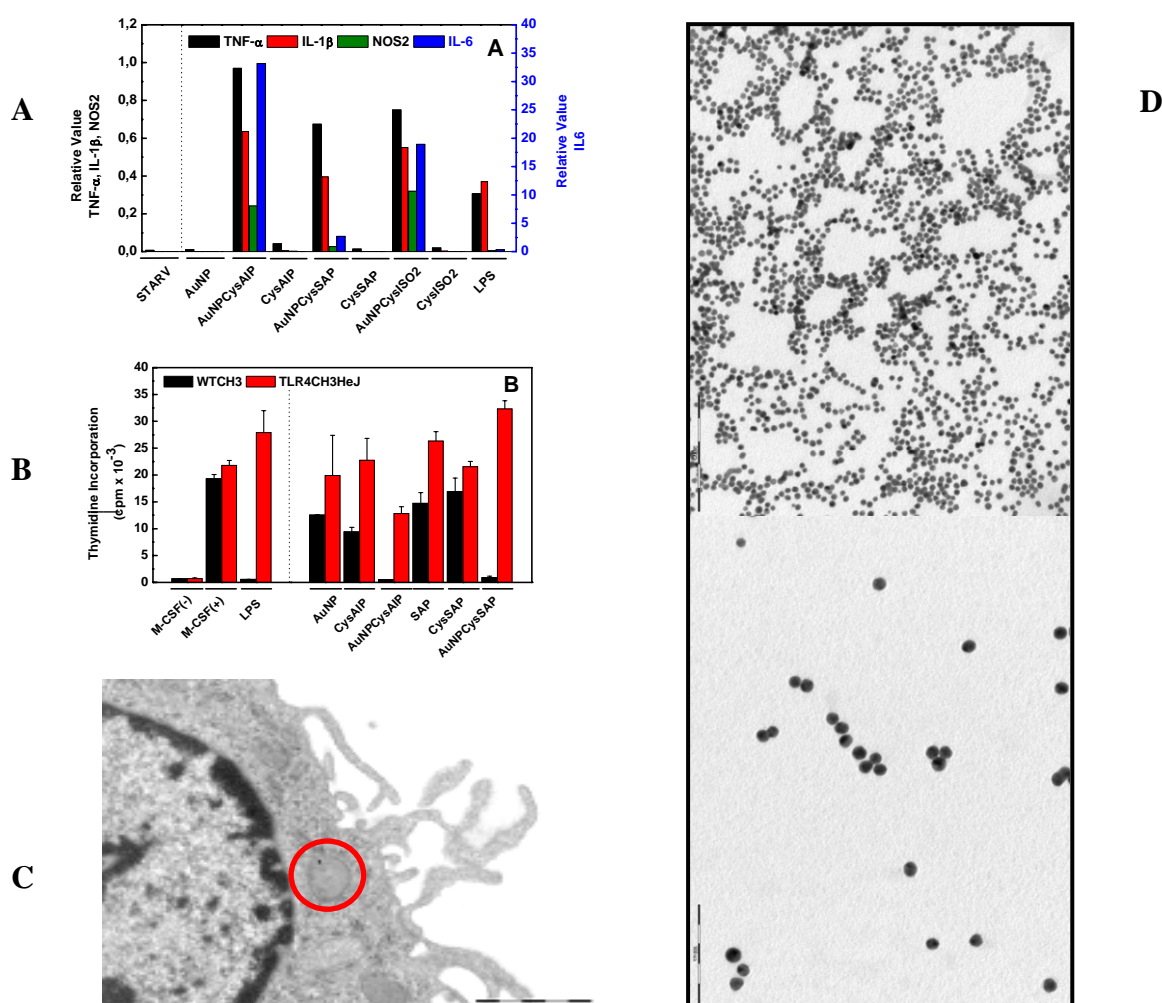 A
D
B
C
TNF-α IL-1β NOS2 IL-6
A
Relative Value
TNF-α, IL-1β, NOS2
1,2
1,0
0,8
0,6
0,4
0,2
0,0
40
35
30
25
20
15
10
5
0
Relative Value
IL6
STARV
AuNP
AuNPCysAIP
CysAIP
AuNPCysSAP
CysSAP
AuNPCysISO2
CysISO2
LPS
WTCH3 TLR4CH3HeJ
B
Thymidine Incorporation
(cpm x 10-3)
40
35
30
25
20
15
10
5
0
M-CSF(-)
M-CSF(+)
LPS
AuNP
CysAIP
AuNPCysAIP
SAP
CysSAP
AuNPCysSAP